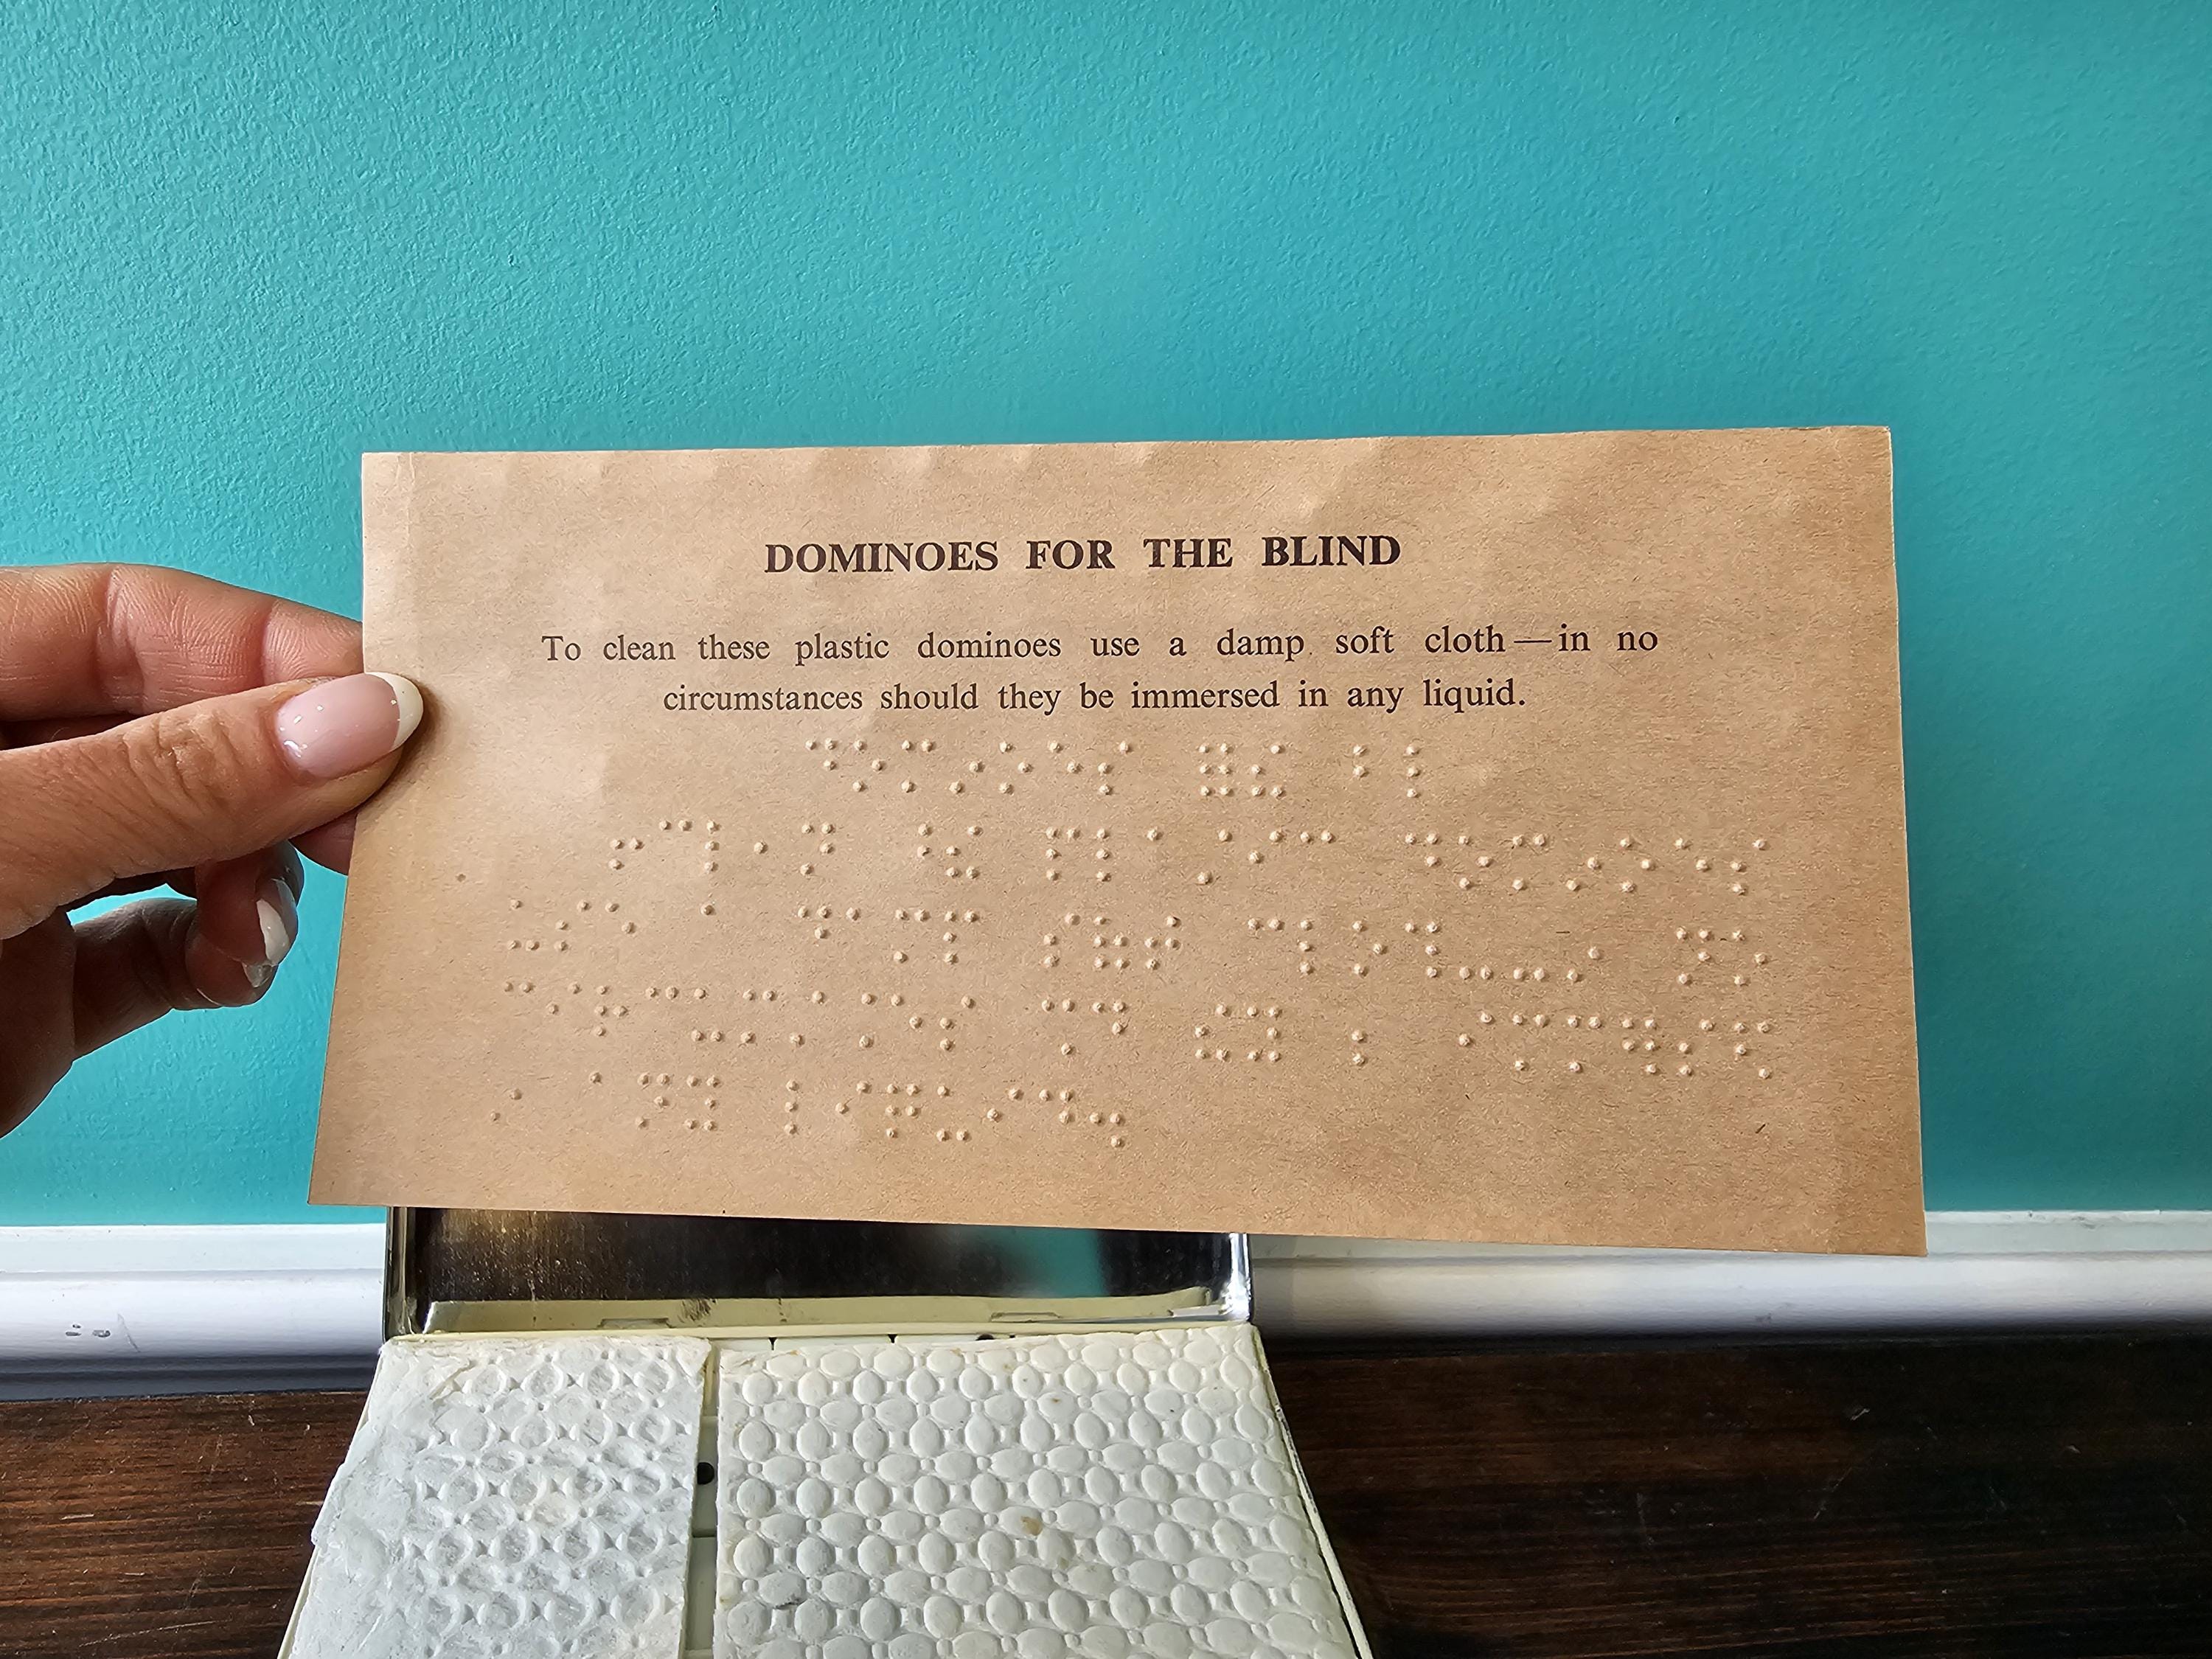 DOMINOES FOR THE BLIND
To clean these plastic dominoes use a damp soft cloth—in no
circumstances should they be immersed in any liquid.
⠙⠕⠍⠔⠕⠑⠎ ⠿⠮ ⠃⠇
⠖⠉⠇⠂⠝ ⠘⠮ ⠏⠇⠁⠌⠊⠉ ⠙⠕⠍⠔⠕⠑⠎
⠥⠎⠑ ⠁ ⠙⠁⠍⠏ ⠎⠷⠞ ⠉⠇⠕⠹⠤⠤⠔ ⠝⠕
⠉⠊⠗⠉⠥⠍⠌⠨⠑⠎ ⠩⠙ ⠮⠽ ⠆ ⠊⠍⠍⠻⠎⠫
⠔ ⠁⠝⠽ ⠇⠊⠟⠥⠊⠙⠲